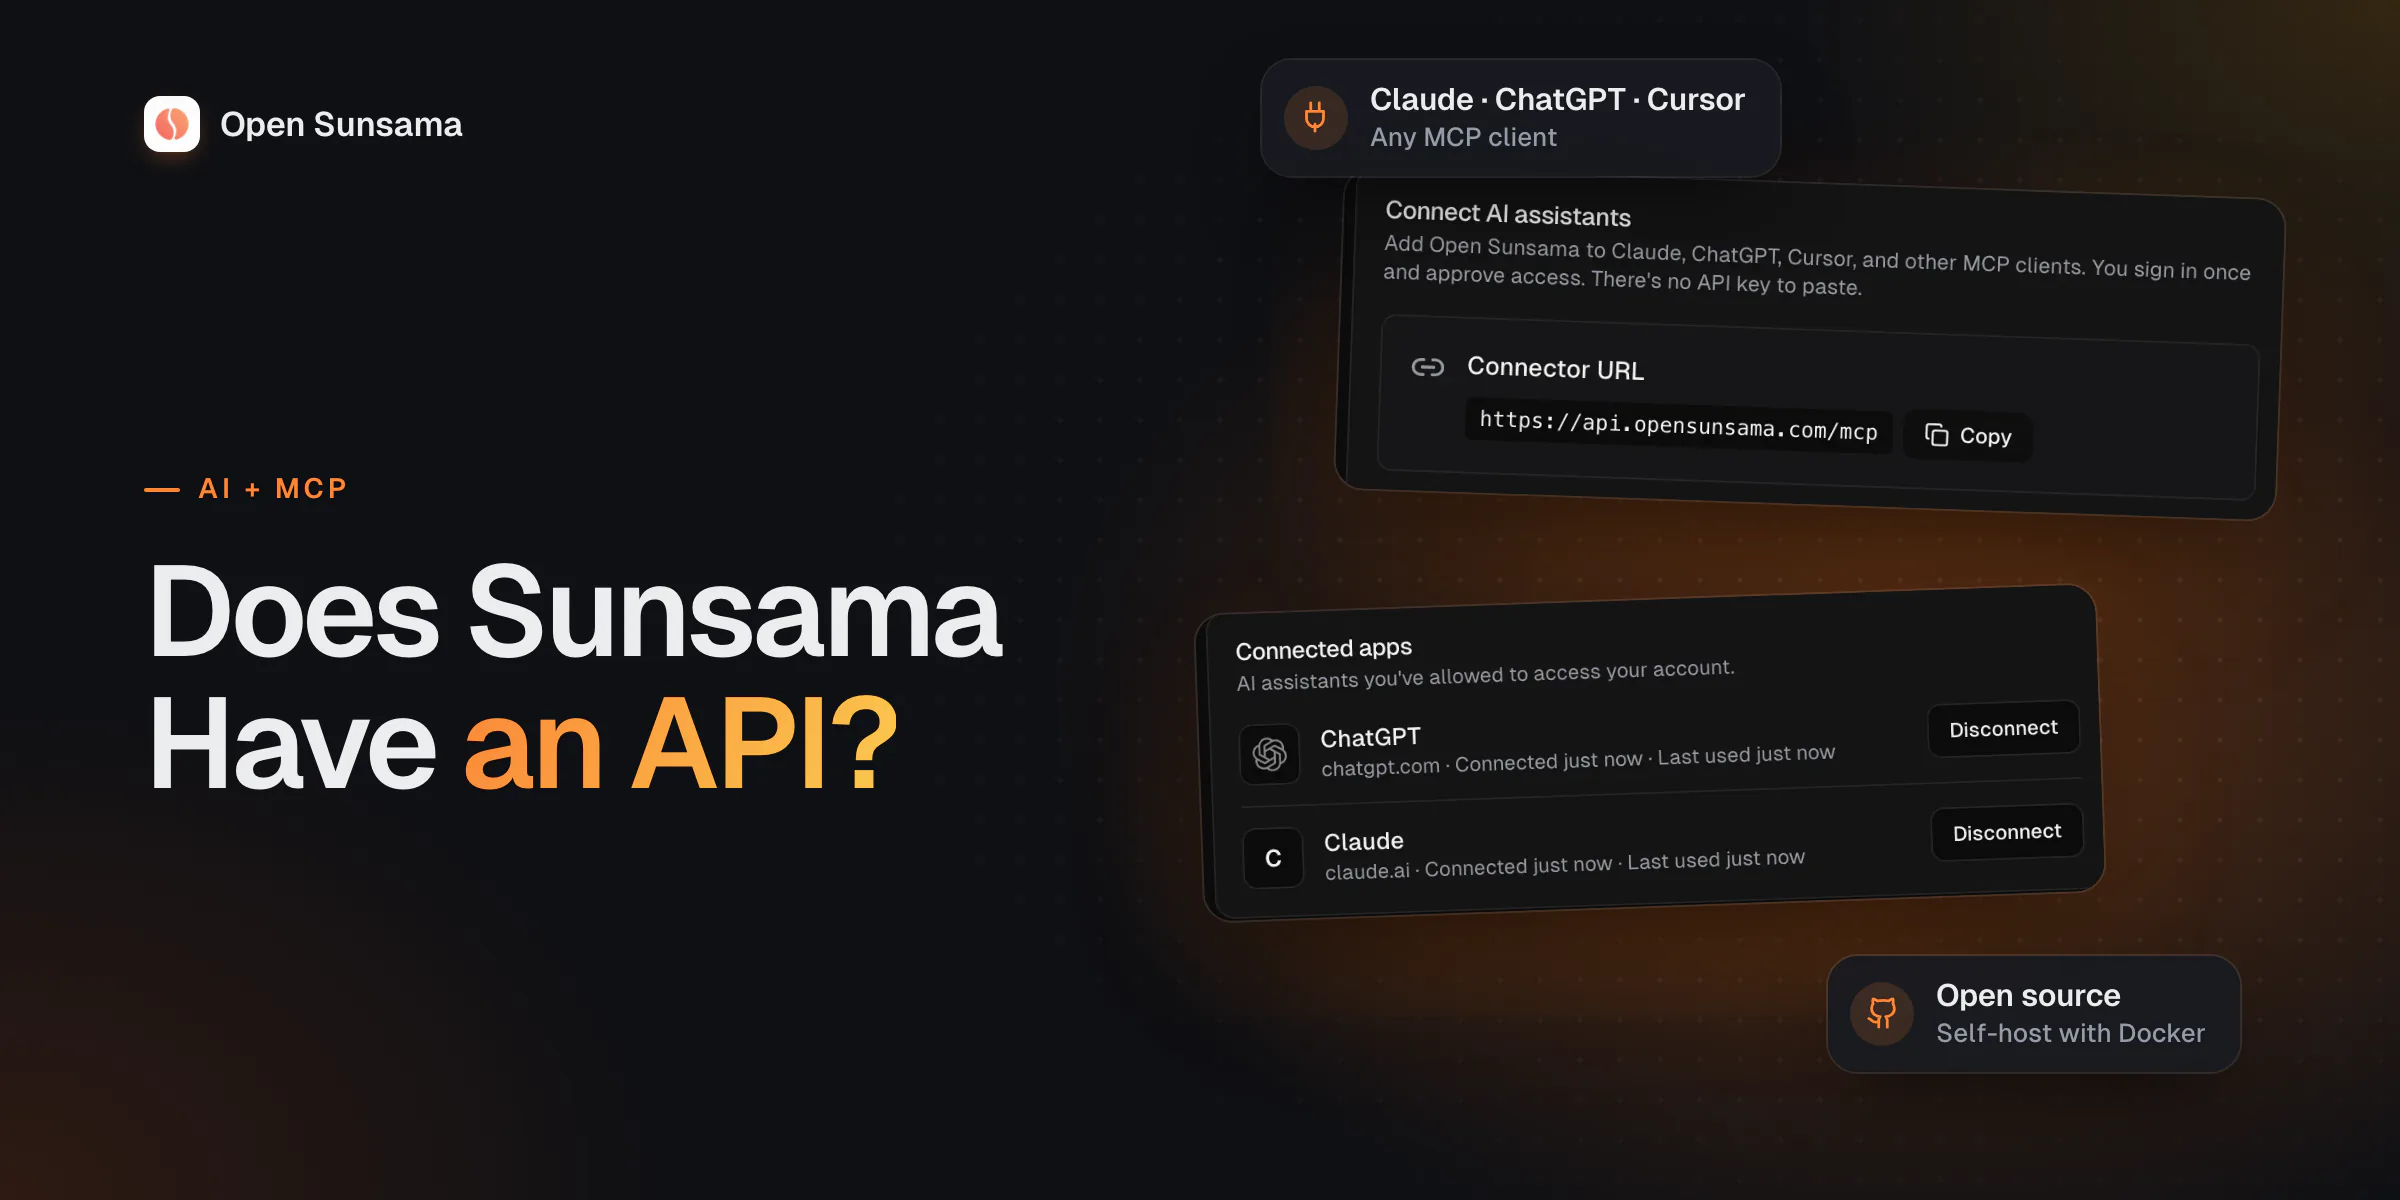 Open Sunsama
AI + MCP
Does Sunsama
Have an API?
Claude · ChatGPT · Cursor
Any MCP client
Connect AI assistants
Add Open Sunsama to Claude, ChatGPT, Cursor, and other MCP clients. You sign in once
and approve access. There's no API key to paste.
Connector URL
https://api.opensunsama.com/mcp
Copy
Connected apps
AI assistants you've allowed to access your account.
ChatGPT
chatgpt.com · Connected just now · Last used just now
Disconnect
C
Claude
claude.ai · Connected just now · Last used just now
Disconnect
Open source
Self-host with Docker